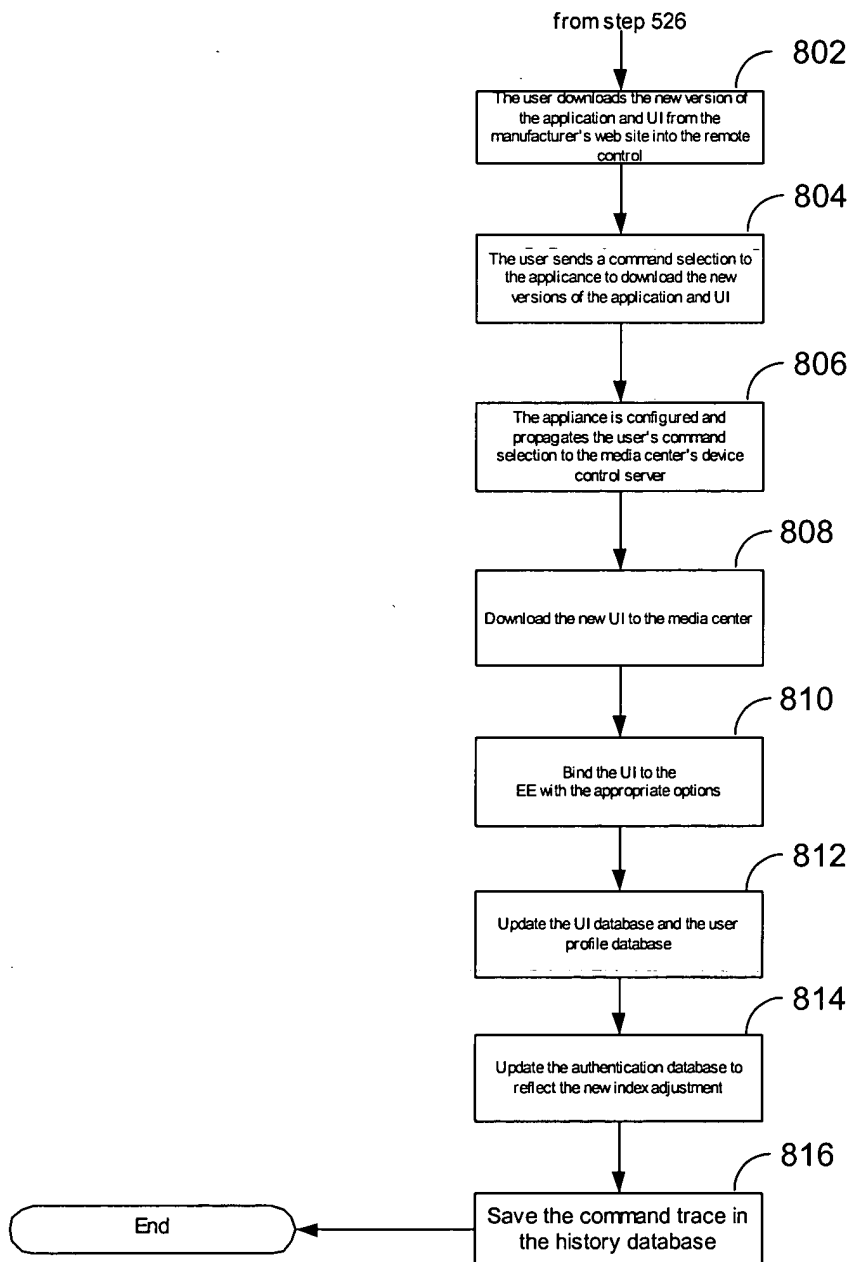 from step 526
802
The user downloads the new version of
the application and UI from the
manufacturer's web site into the remote
control
804
The user sends a command selection to
the applicance to download the new
versions of the application and UI
806
The appliance is configured and
propagates the user's command
selection to the media center's device
control server
808
Download the new UI to the media center
810
Bind the UI to the
EE with the appropriate options
812
Update the UI database and the user
profile database
814
Update the authentication database to
reflect the new index adjustment
816
Save the command trace in
the history database
End